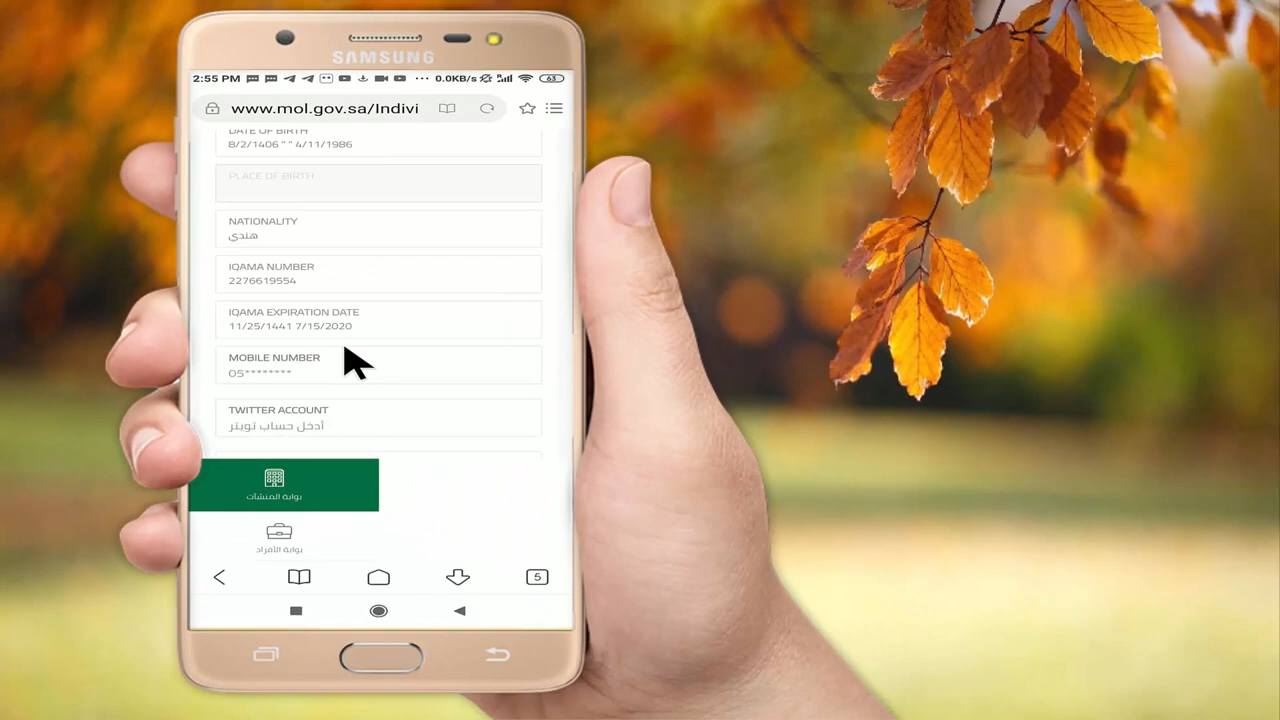 SAMSUNG
2:55 PM ... 0.0KB/s 63
www.mol.gov.sa/Indivi
DATE OF BIRTH
8/2/1406 " " 4/11/1986
PLACE OF BIRTH
NATIONALITY
هندي
IQAMA NUMBER
2276619554
IQAMA EXPIRATION DATE
11/25/1441 7/15/2020
MOBILE NUMBER
05********
TWITTER ACCOUNT
أدخل حساب تويتر
بوابة المنشآت
بوابة الأفراد
5